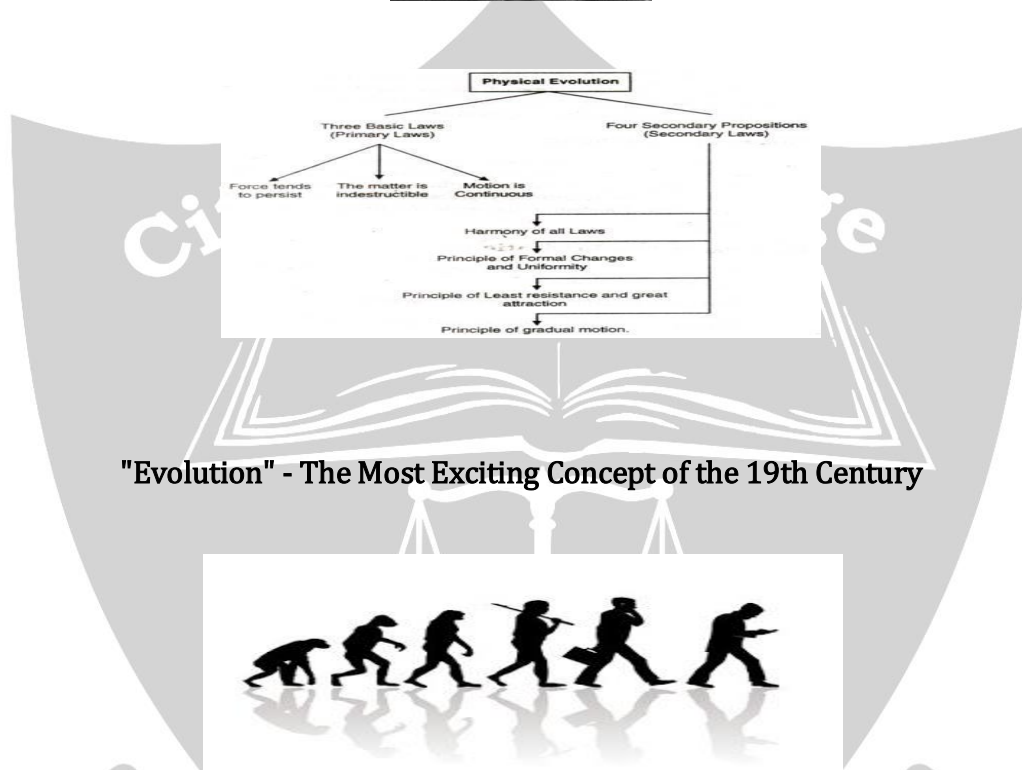 Physical Evolution
Three Basic Laws
(Primary Laws)
Four Secondary Propositions
(Secondary Laws)
Force tends
to persist
The matter is
indestructible
Motion is
Continuous
Harmony of all Laws
Principle of Formal Changes
and Uniformity
Principle of Least resistance and great
attraction
Principle of gradual motion.
"Evolution" - The Most Exciting Concept of the 19th Century